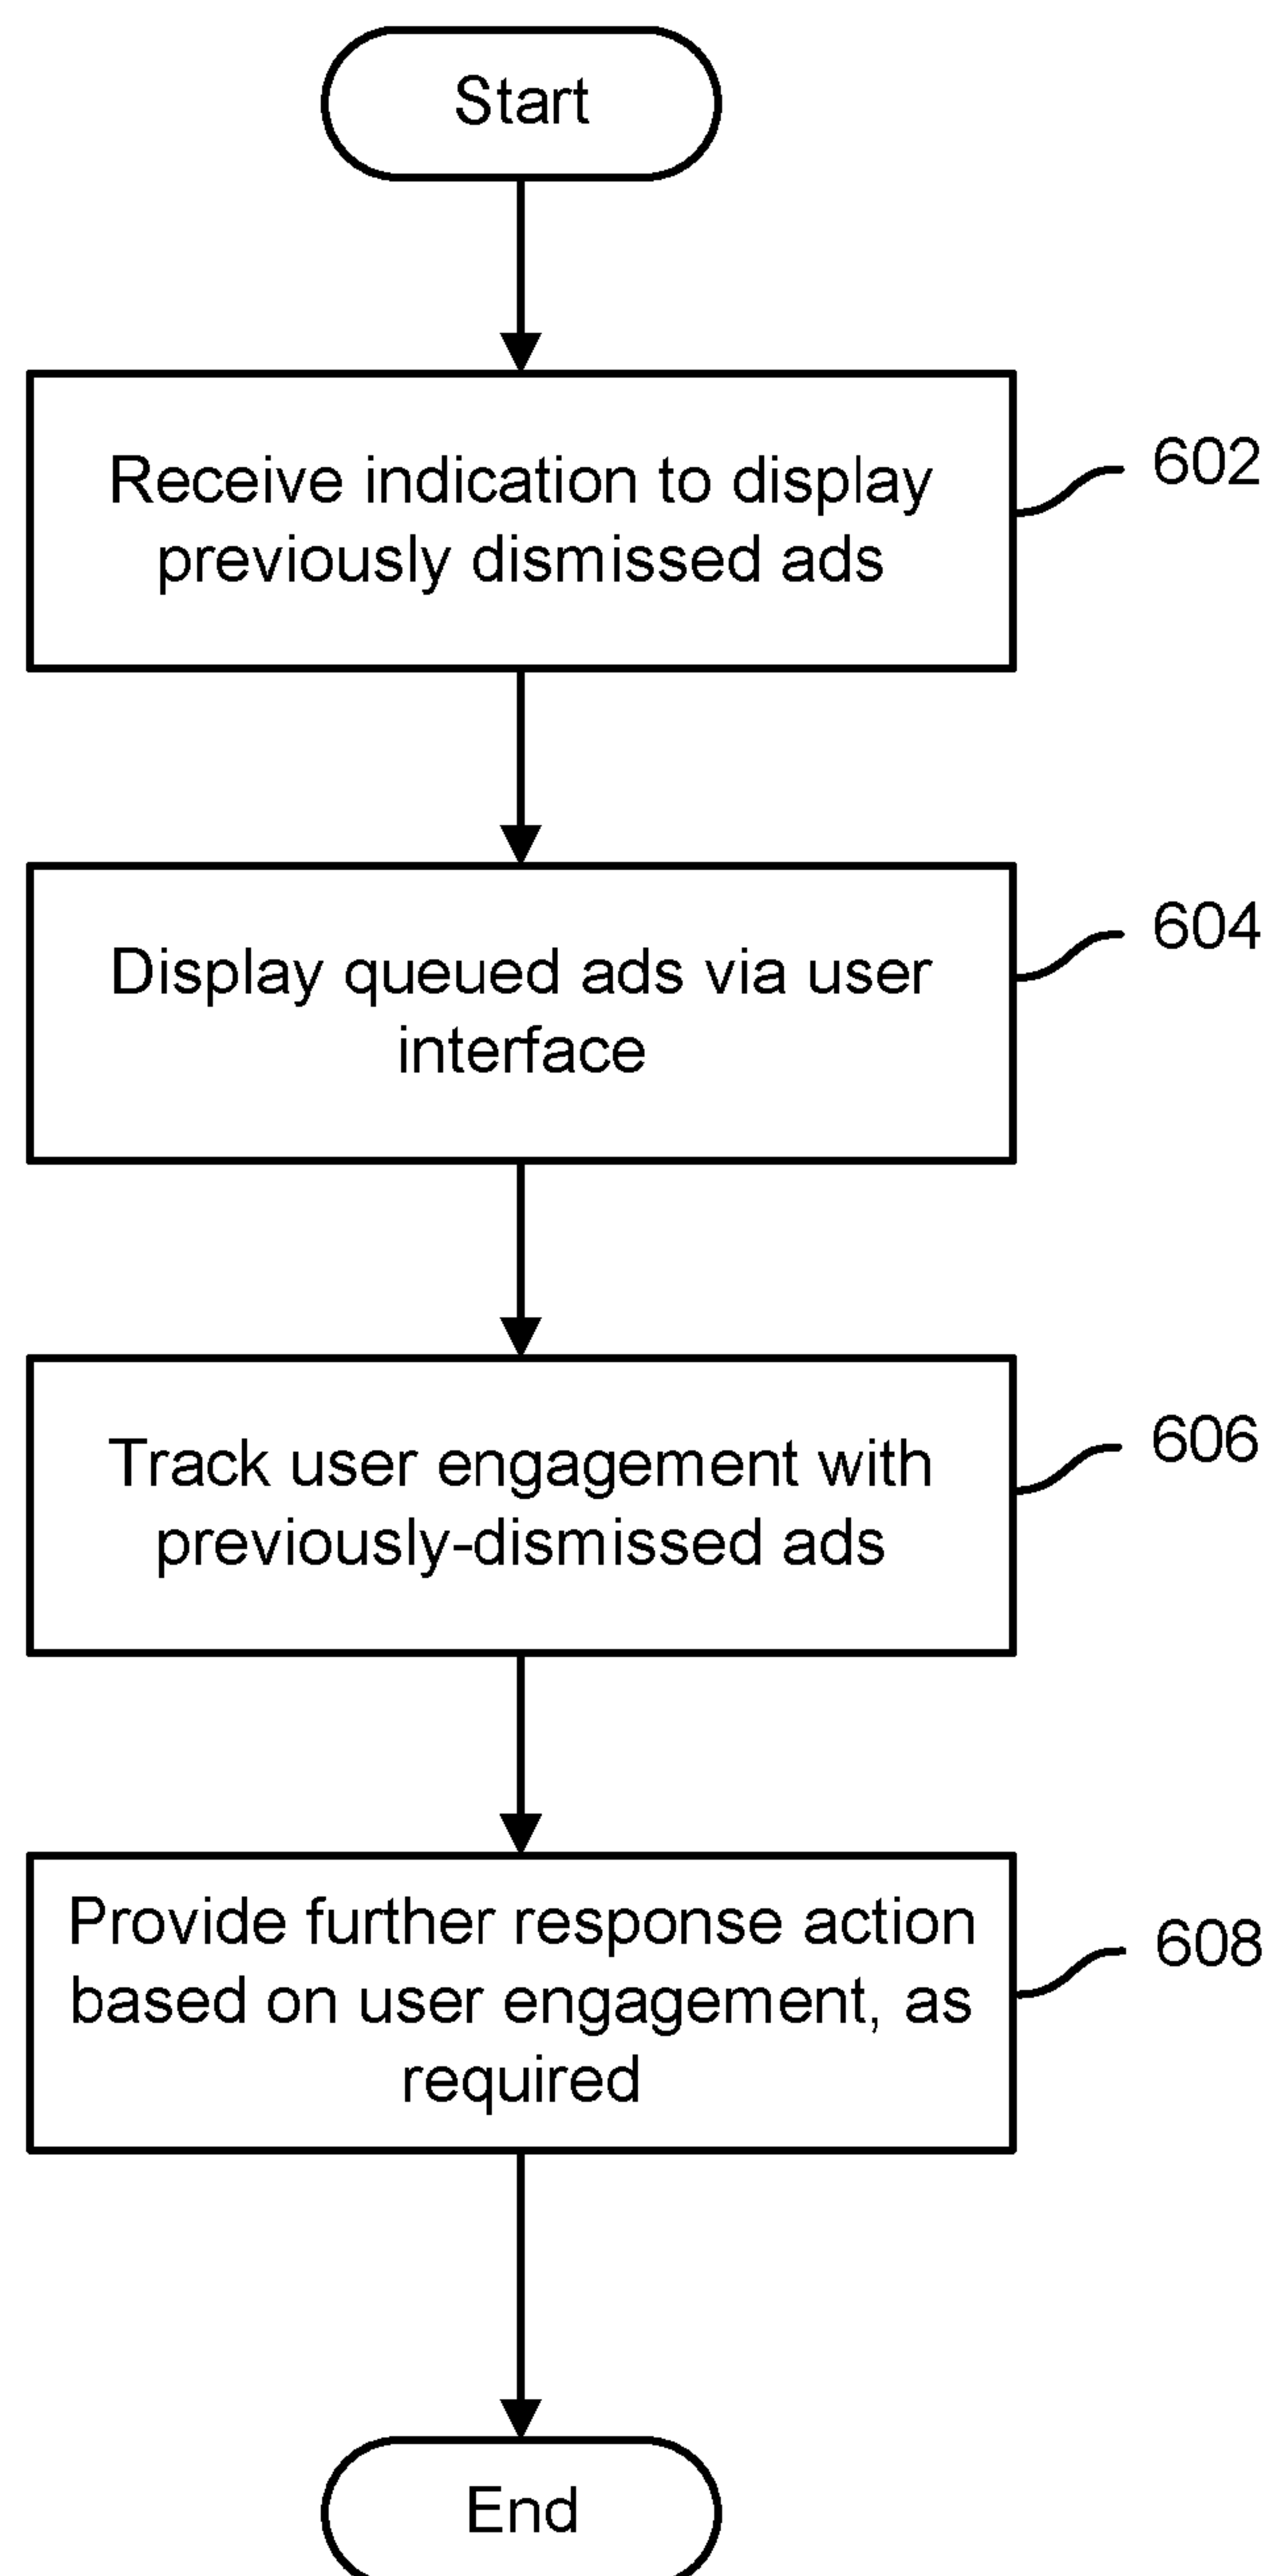 Start
Receive indication to display
previously dismissed ads
602
Display queued ads via user
interface
604
Track user engagement with
previously-dismissed ads
606
Provide further response action
based on user engagement, as
required
608
End